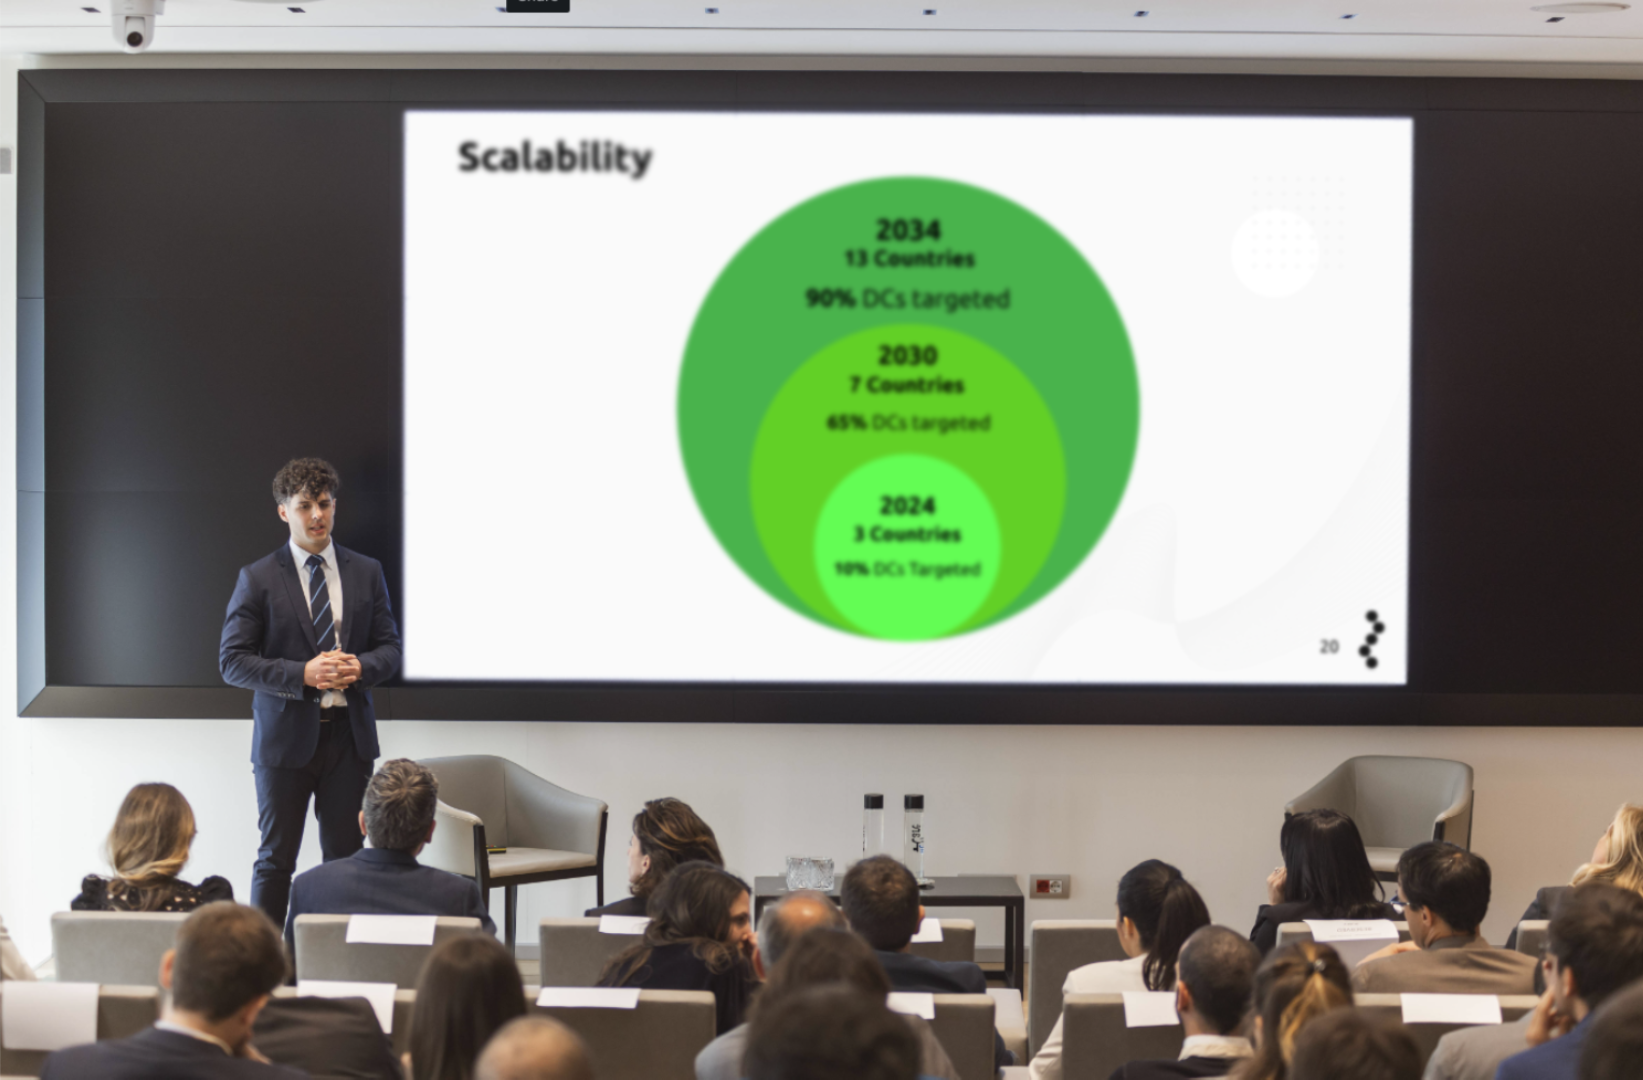 Share
Scalability
2034
13 Countries
90% DCs targeted
2030
7 Countries
65% DCs targeted
2024
3 Countries
10% DCs Targeted
20